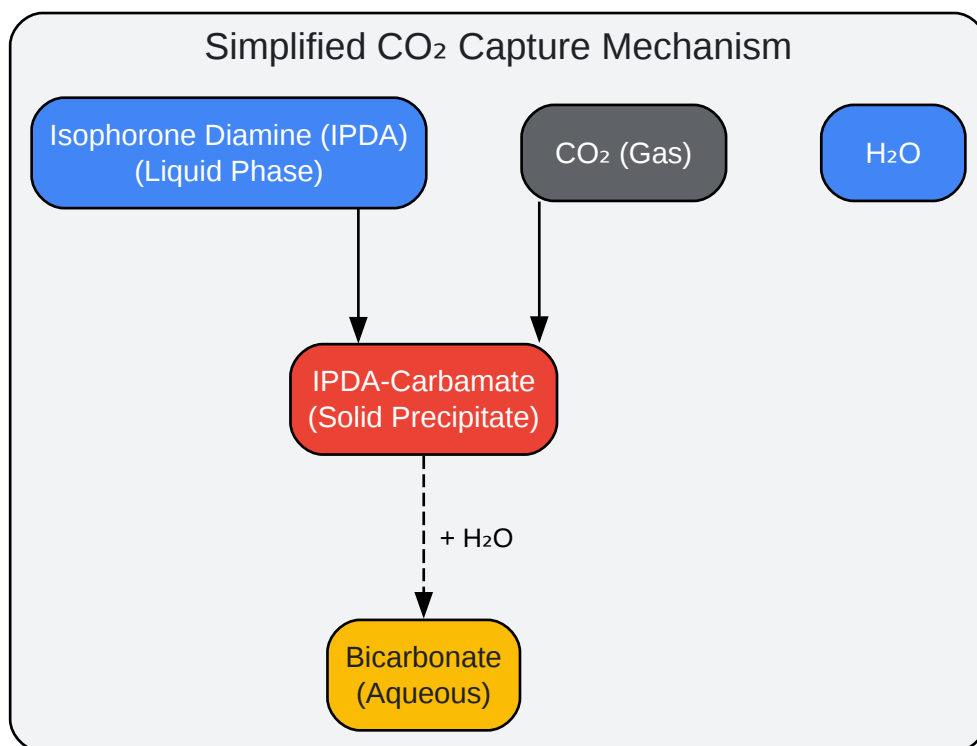 Simplified CO₂ Capture Mechanism
Isophorone Diamine (IPDA)
(Liquid Phase)
CO₂ (Gas)
H₂O
IPDA-Carbamate
(Solid Precipitate)
+ H₂O
Bicarbonate
(Aqueous)